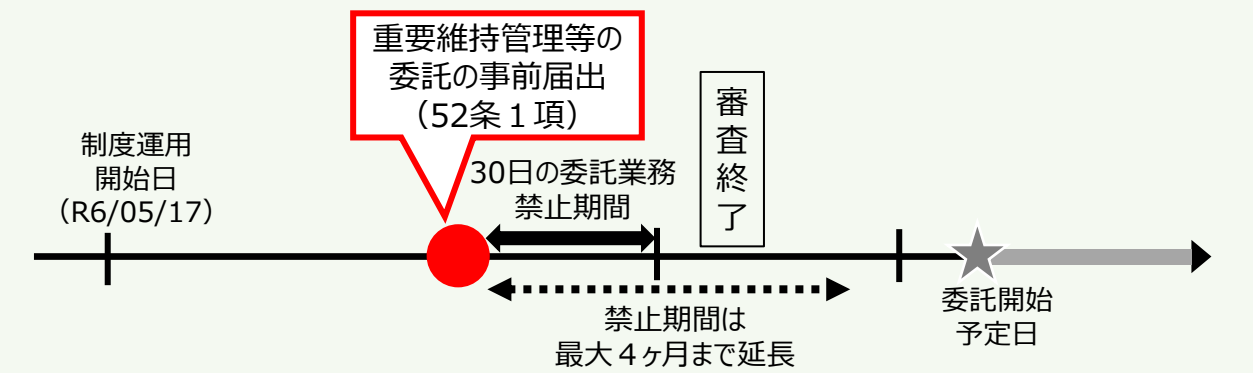 重要維持管理等の
委託の事前届出
（52条１項）
制度運用
開始日
（R6/05/17）
30日の委託業務
禁止期間
審
査
終
了
禁止期間は
最大４ヶ月まで延長
委託開始
予定日